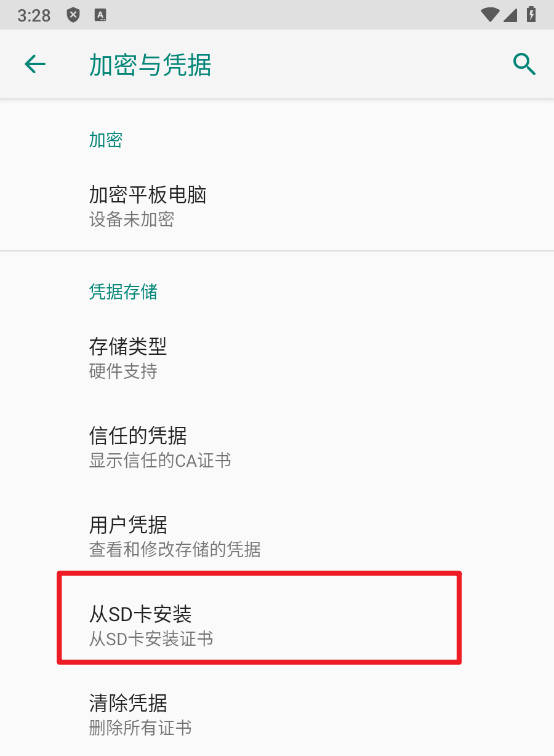 3:28
加密与凭据
加密
加密平板电脑
设备未加密
凭据存储
存储类型
硬件支持
信任的凭据
显示信任的CA证书
用户凭据
查看和修改存储的凭据
从SD卡安装
从SD卡安装证书
清除凭据
删除所有证书